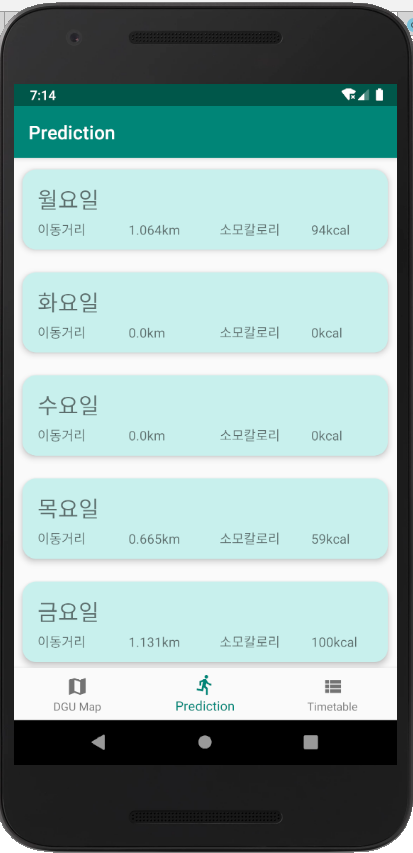 7:14
Prediction
월요일
이동거리 1.064km 소모칼로리 94kcal
화요일
이동거리 0.0km 소모칼로리 0kcal
수요일
이동거리 0.0km 소모칼로리 0kcal
목요일
이동거리 0.665km 소모칼로리 59kcal
금요일
이동거리 1.131km 소모칼로리 100kcal
DGU Map Prediction Timetable